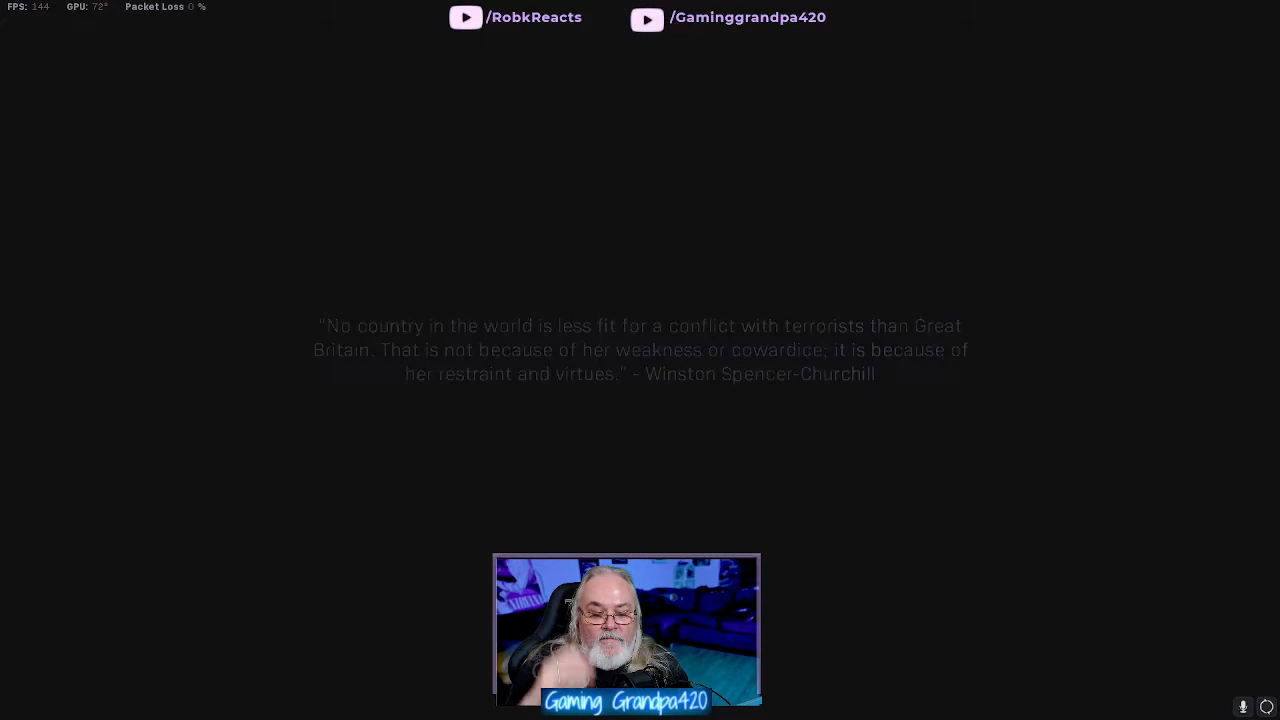 FPS: 144 GPU: 72° Packet Loss 0 %
/RobkReacts /Gaminggrandpa420
"No country in the world is less fit for a conflict with terrorists than Great
Britain. That is not because of her weakness or cowardice; it is because of
her restraint and virtues." - Winston Spencer-Churchill
NIRVANA
Gaming Grandpa420